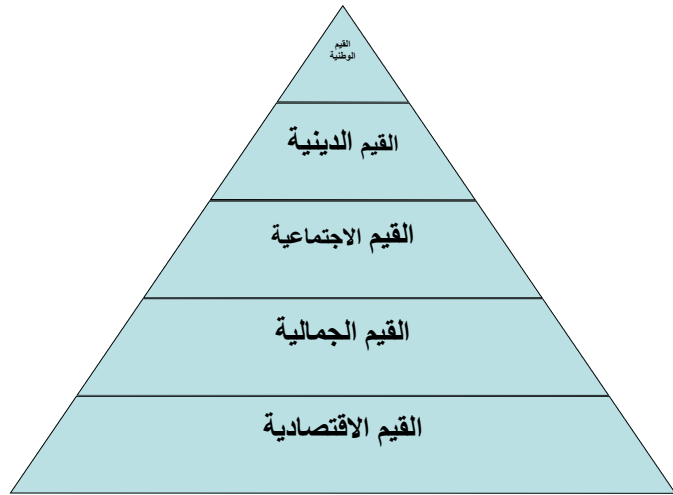 القيم
الوطنية
القيم الدينية
القيم الاجتماعية
القيم الجمالية
القيم الاقتصادية